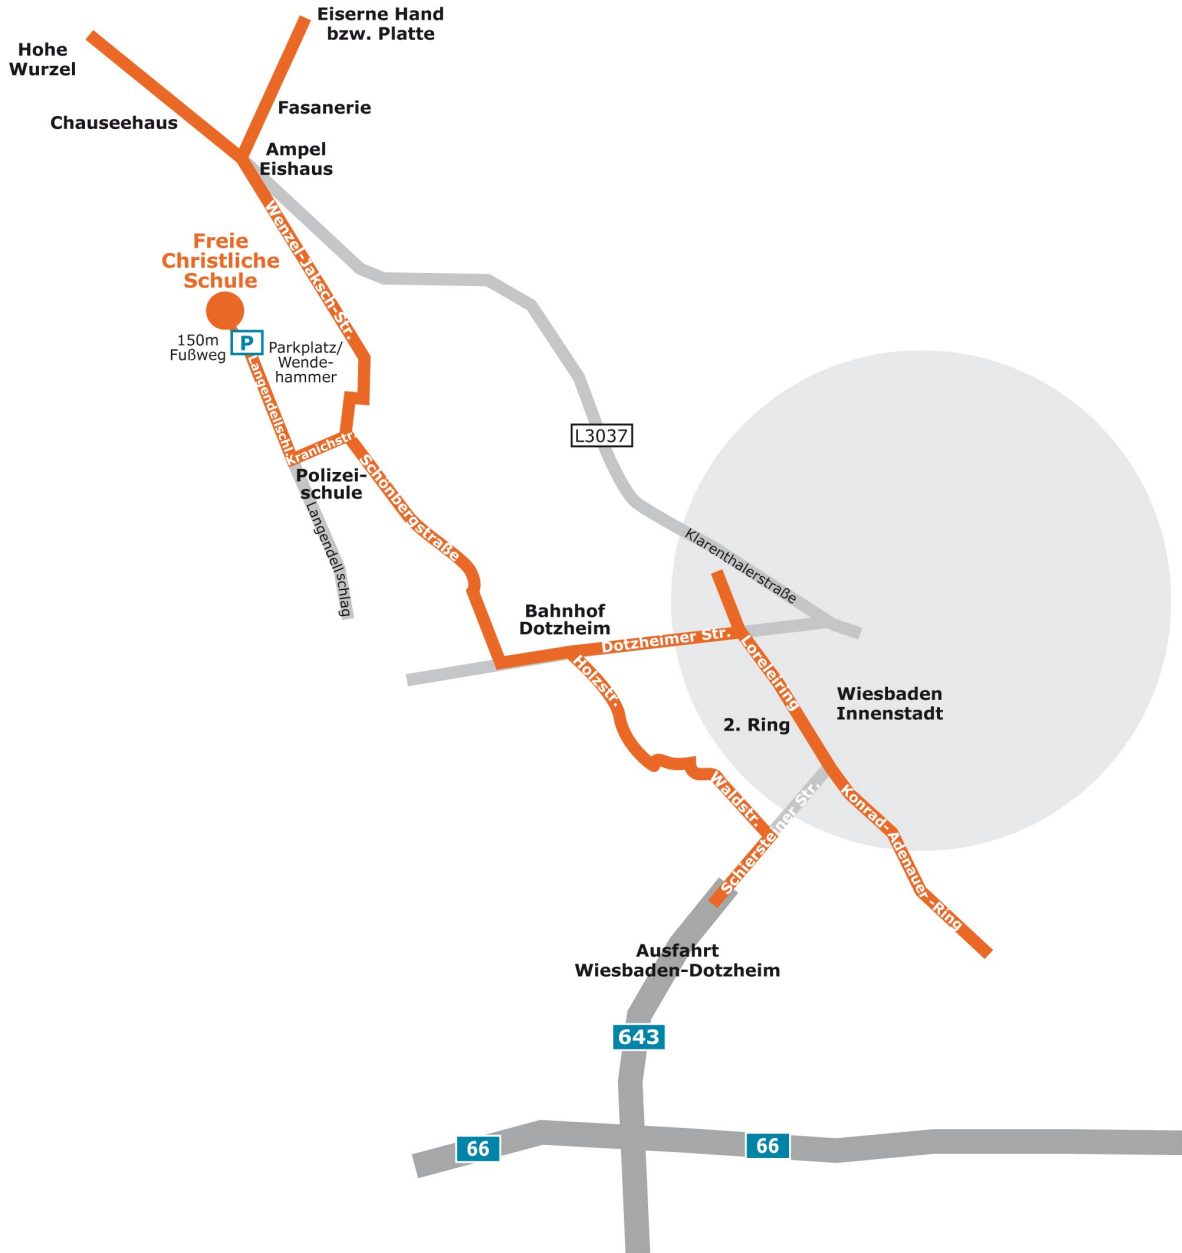 Eiserne Hand
bzw. Platte
Hohe
Wurzel
Fasanerie
Chauseehaus
Ampel
Eishaus
Wenzel-Jaksch-Str.
Freie
Christliche
Schule
150m
Fußweg
P
Parkplatz/
Wende-
hammer
Langendellschl.
Kranichstr.
Polizei-
schule
Langendellschlag
Schönbergstraße
L3037
Klarenthalerstraße
Bahnhof
Dotzheim
Dotzheimer Str.
Holzstr.
Loreleiring
Wiesbaden
Innenstadt
2. Ring
Waldstr.
Schiersteiner Str.
Konrad-Adenauer-Ring
Ausfahrt
Wiesbaden-Dotzheim
643
66
66